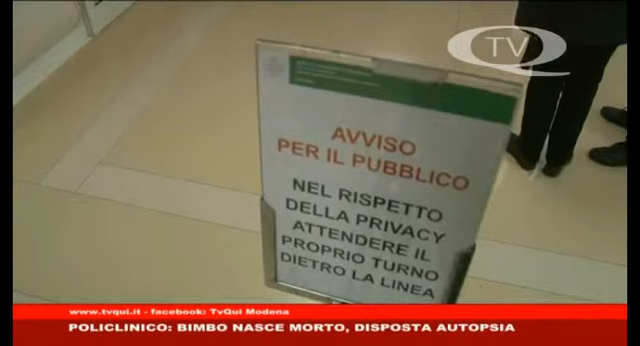 TV
Q
AVVISO
PER IL PUBBLICO
NEL RISPETTO
DELLA PRIVACY
ATTENDERE IL
PROPRIO TURNO
DIETRO LA LINEA
www.tvqui.it - facebook: TvQui Modena
POLICLINICO: BIMBO NASCE MORTO, DISPOSTA AUTOPSIA